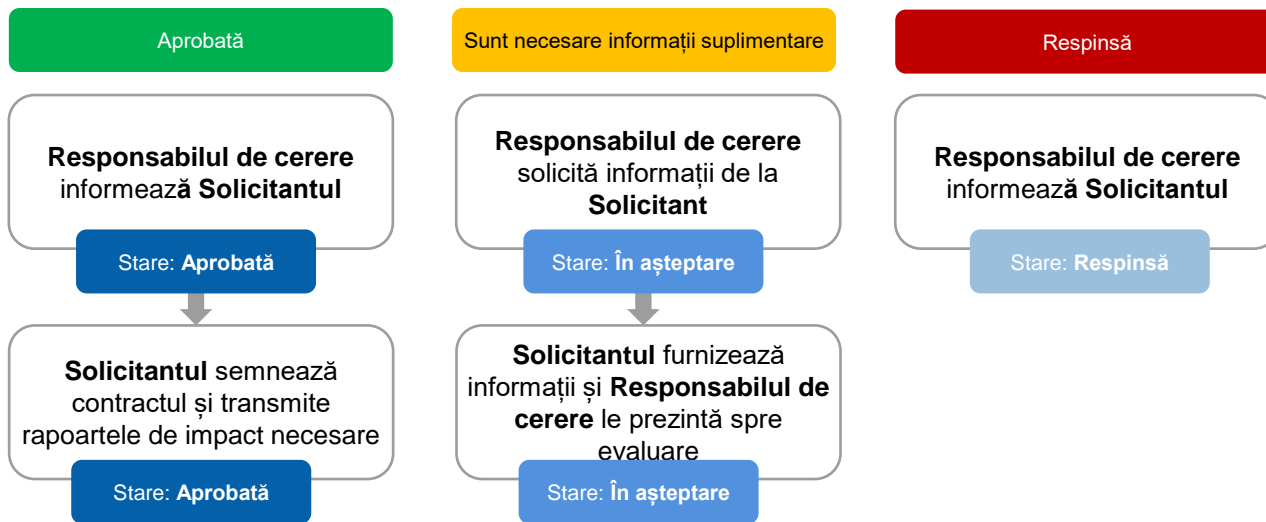 Aprobată
Responsabilul de cerere
informează Solicitantul
Stare: Aprobată
Solicitantul semnează
contractul și transmite
rapoartele de impact necesare
Stare: Aprobată
Sunt necesare informații suplimentare
Responsabilul de cerere
solicită informații de la
Solicitant
Stare: În așteptare
Solicitantul furnizează
informații și Responsabilul de
cerere le prezintă spre
evaluare
Stare: În așteptare
Respinsă
Responsabilul de cerere
informează Solicitantul
Stare: Respinsă